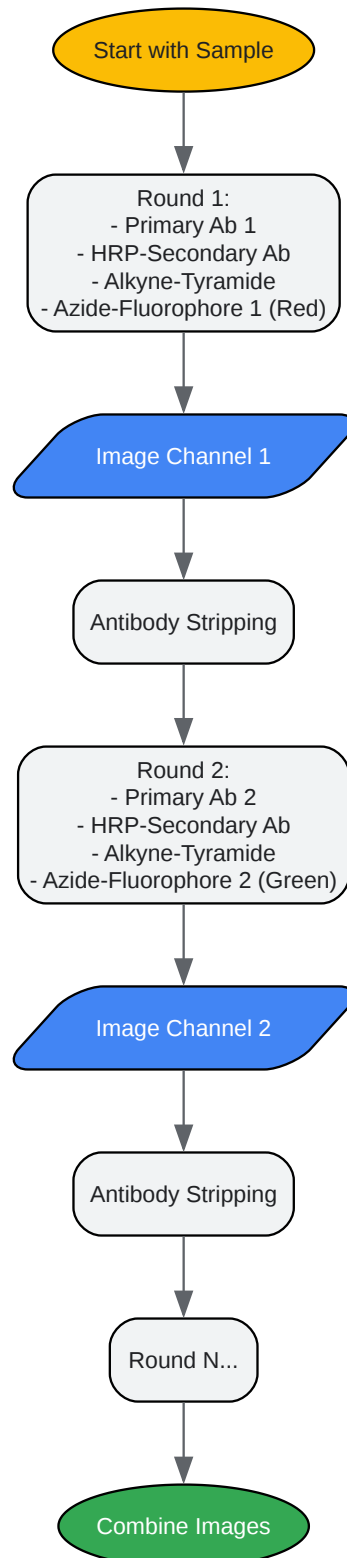 Start with Sample
Round 1:
- Primary Ab 1
- HRP-Secondary Ab
- Alkyne-Tyramide
- Azide-Fluorophore 1 (Red)
Image Channel 1
Antibody Stripping
Round 2:
- Primary Ab 2
- HRP-Secondary Ab
- Alkyne-Tyramide
- Azide-Fluorophore 2 (Green)
Image Channel 2
Antibody Stripping
Round N...
Combine Images